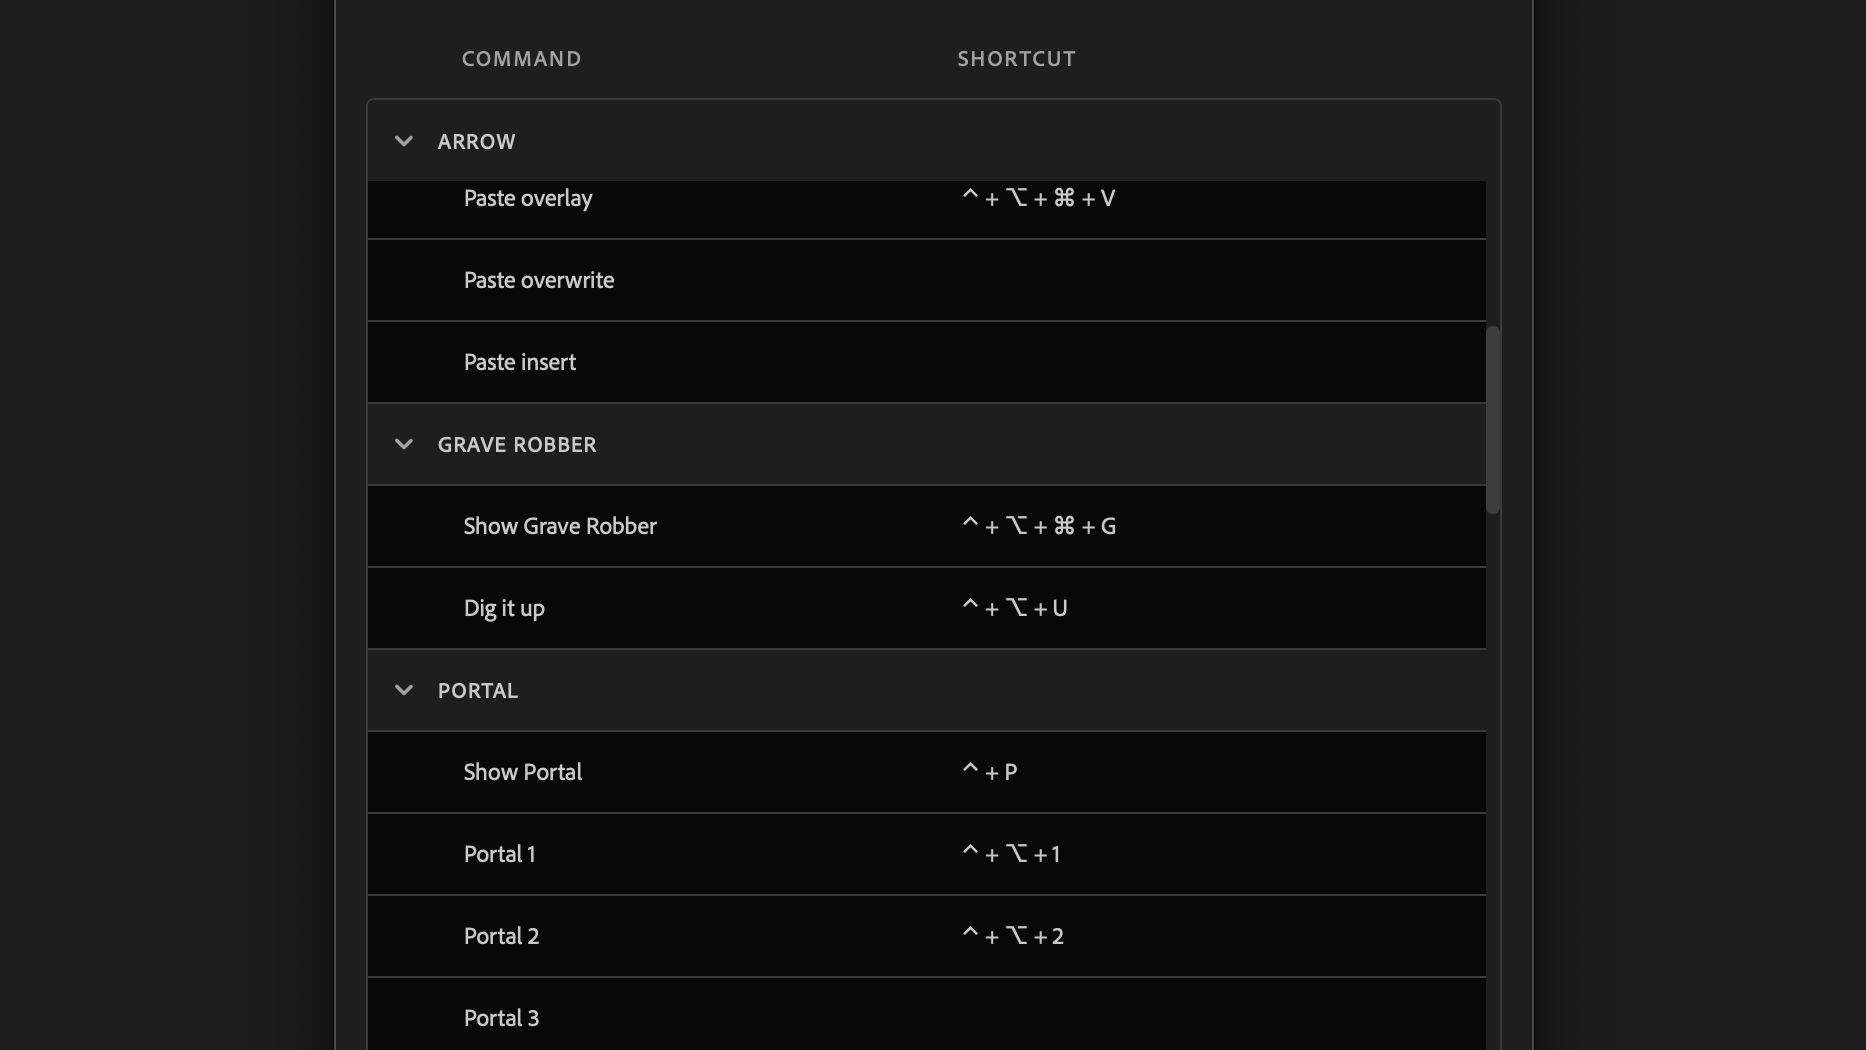 COMMAND SHORTCUT
ARROW
Paste overlay ^ + ⌥ + ⌘ + V
Paste overwrite
Paste insert
GRAVE ROBBER
Show Grave Robber ^ + ⌥ + ⌘ + G
Dig it up ^ + ⌥ + U
PORTAL
Show Portal ^ + P
Portal 1 ^ + ⌥ + 1
Portal 2 ^ + ⌥ + 2
Portal 3